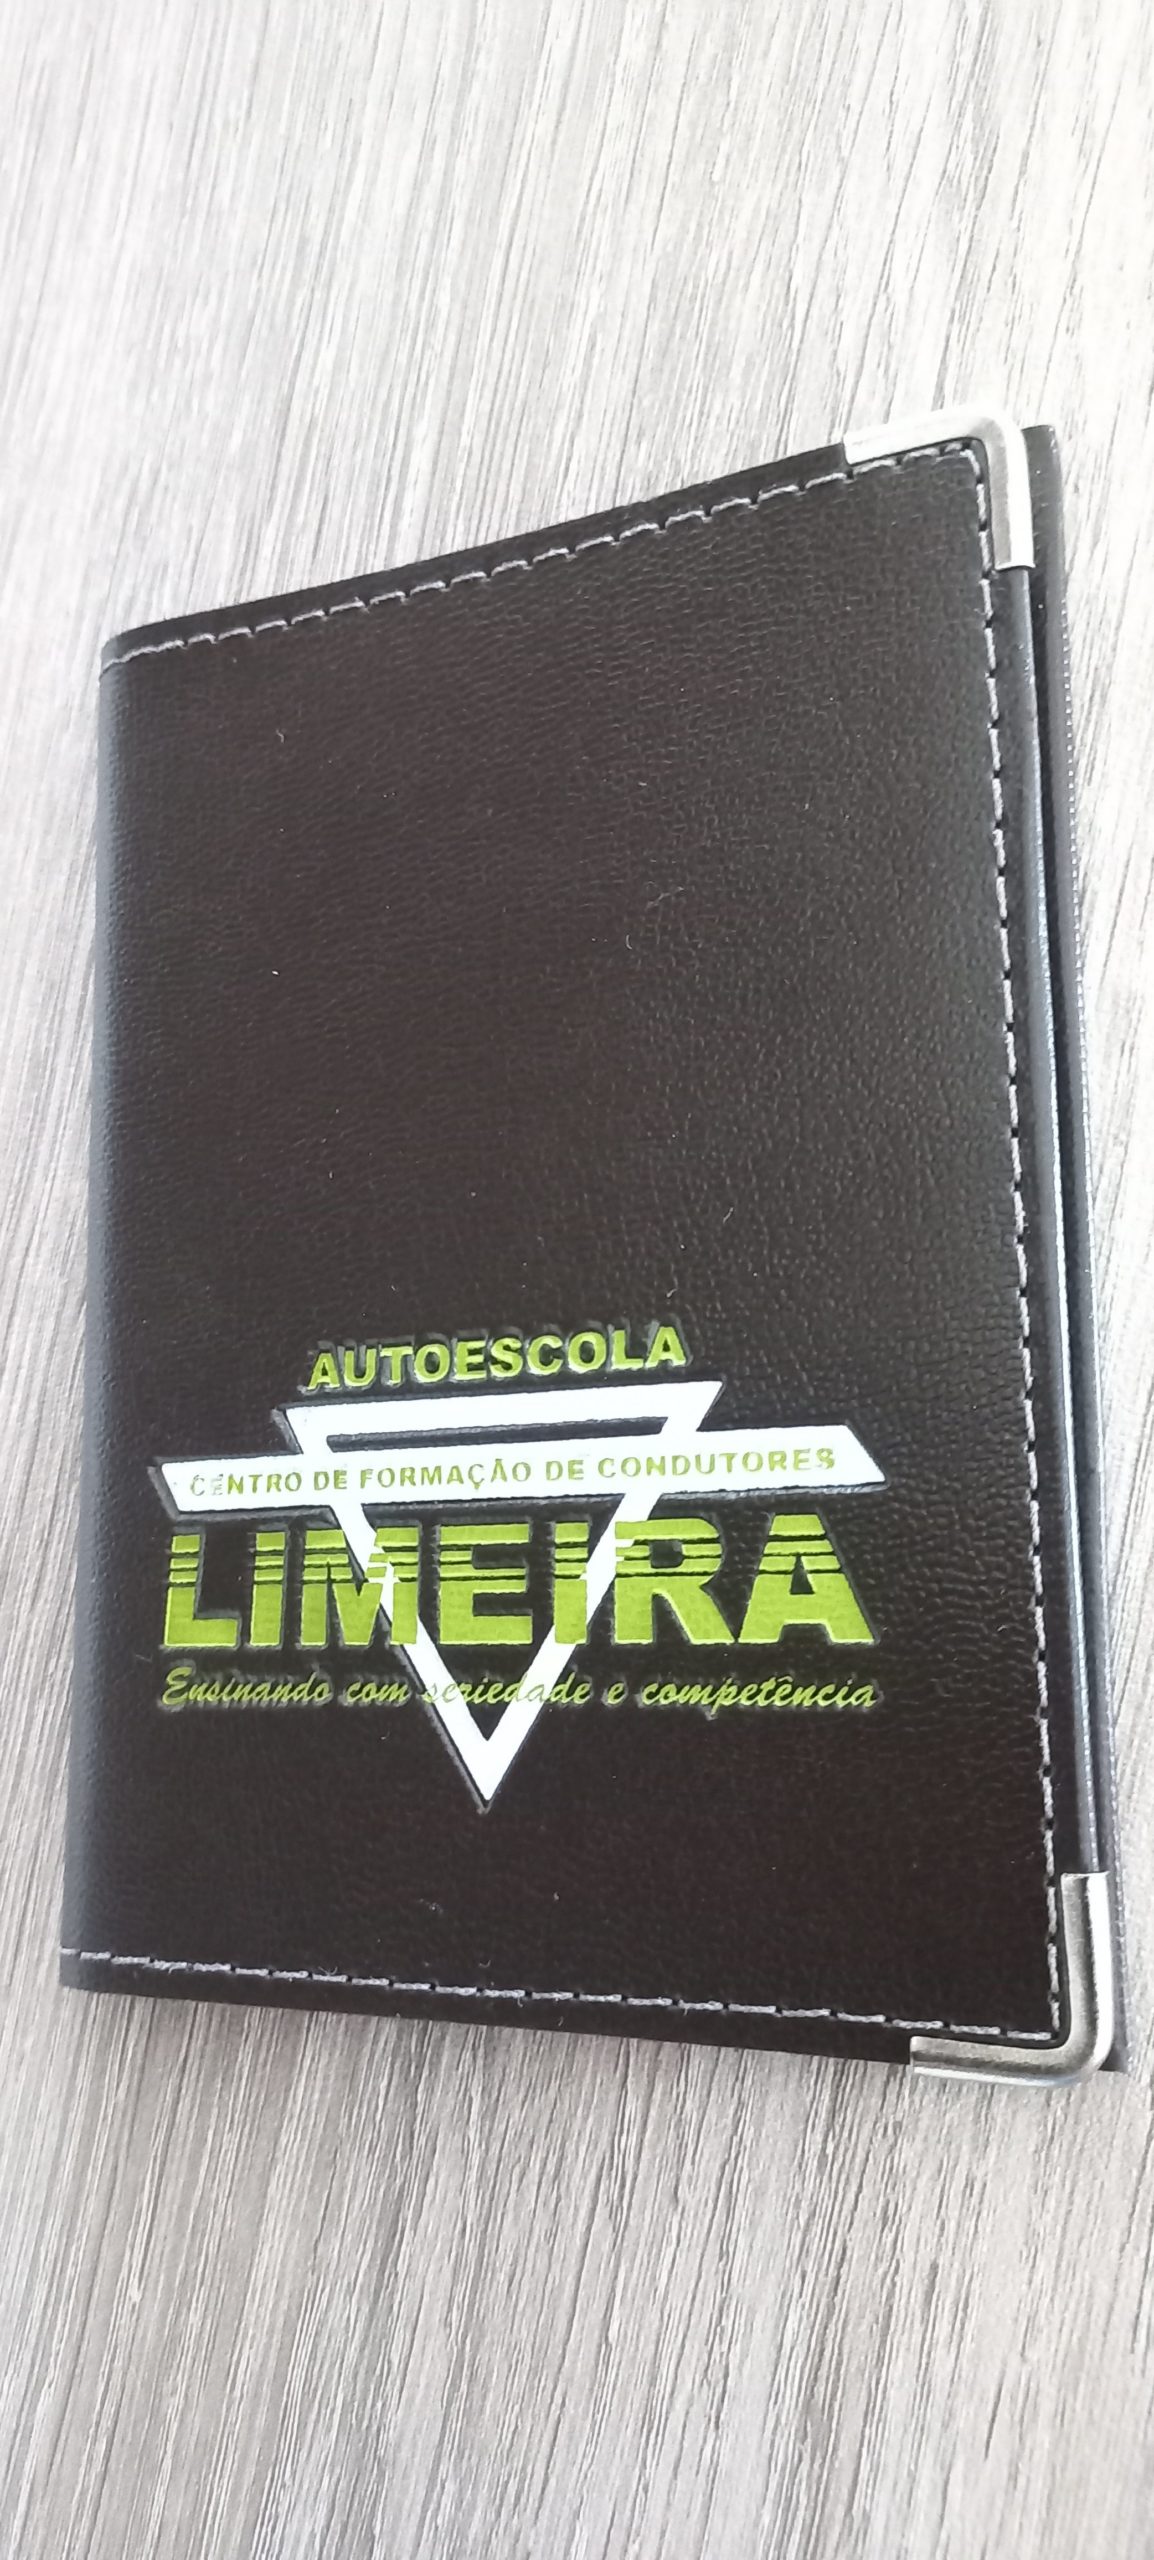 AUTOESCOLA
CENTRO DE FORMAÇÃO DE CONDUTORES
LIMEIRA
Ensinando com seriedade e competência